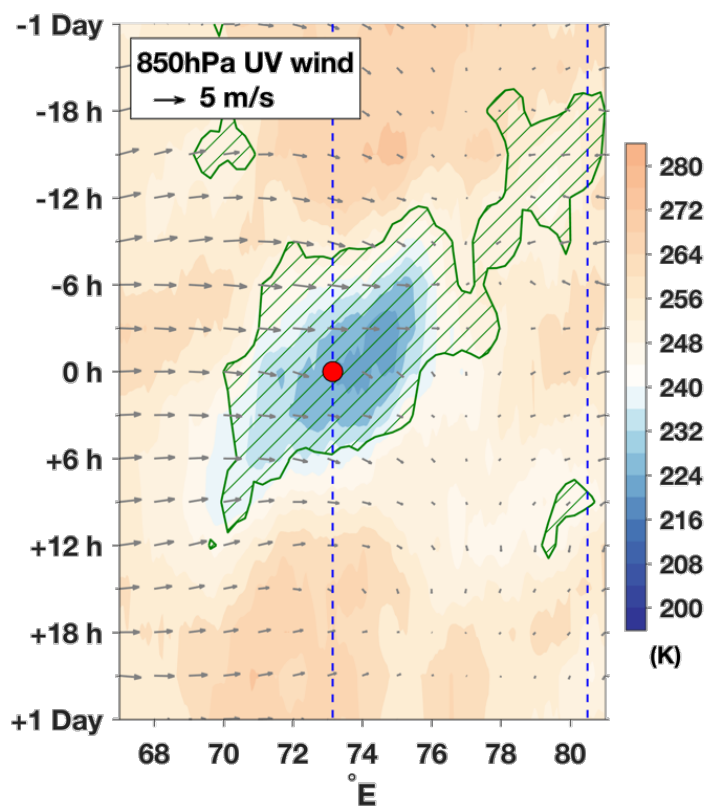 -1 Day
850hPa UV wind
5 m/s
-18 h
-12 h
-6 h
0 h
+6 h
+12 h
+18 h
+1 Day
68 70 72 74 76 78 80
°E
280
272
264
256
248
240
232
224
216
208
200
(K)